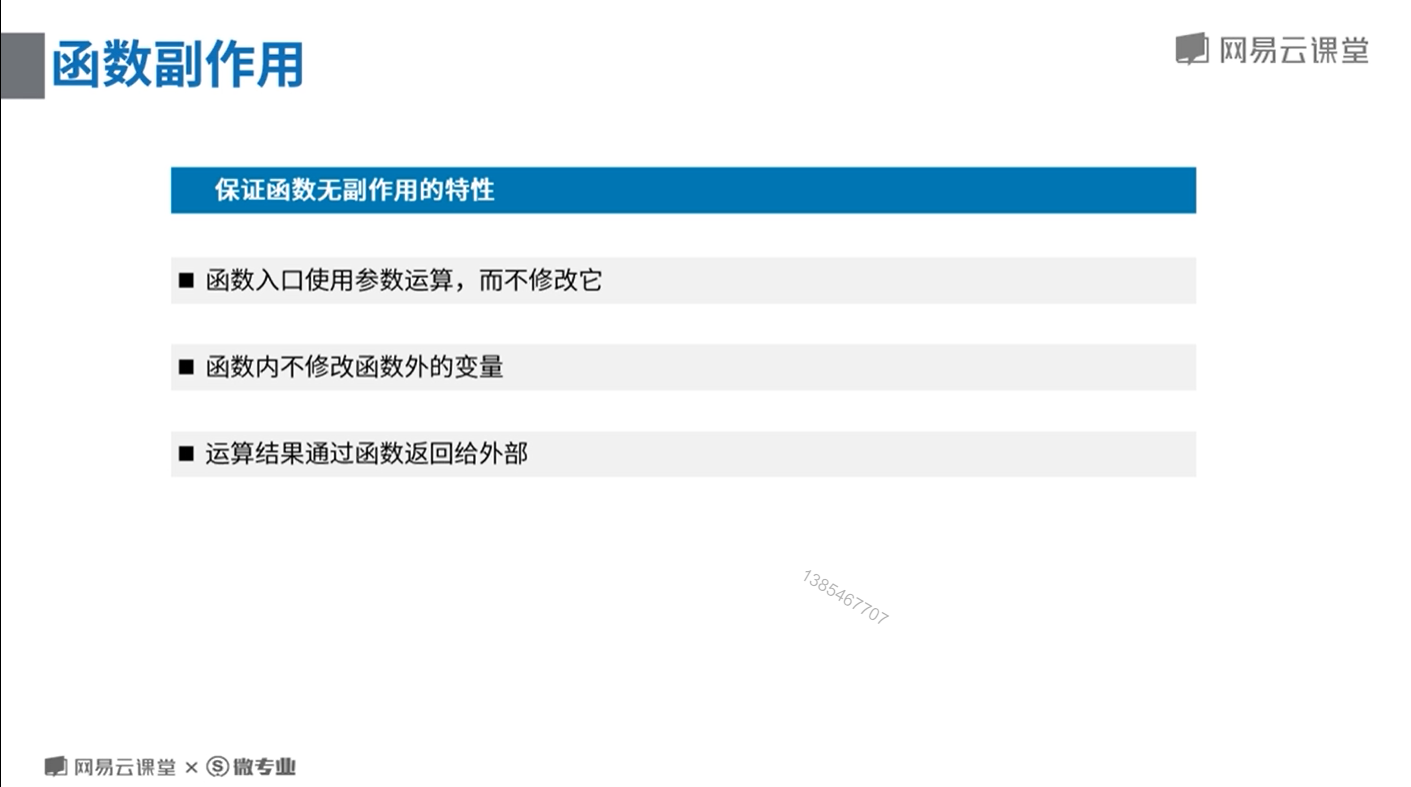 函数副作用
网易云课堂
保证函数无副作用的特性
■ 函数入口使用参数运算，而不修改它
■ 函数内不修改函数外的变量
■ 运算结果通过函数返回给外部
1385467707
网易云课堂 × S 微专业